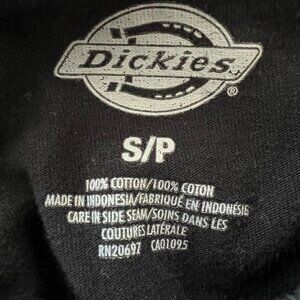 Dickies®
S/P
100% COTTON/100% COTON
MADE IN INDONESIA/FABRIQUÉ EN INDONÉSIE
CARE IN SIDE SEAM/SOINS DANS LES
COUTURES LATÉRALE
RN20697 CA01095